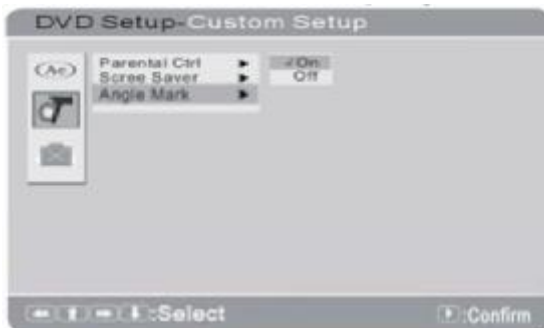 DVD Setup-Custom Setup
Parental Ctrl
Scree Saver
Angle Mark
On
Off
:Select
:Confirm